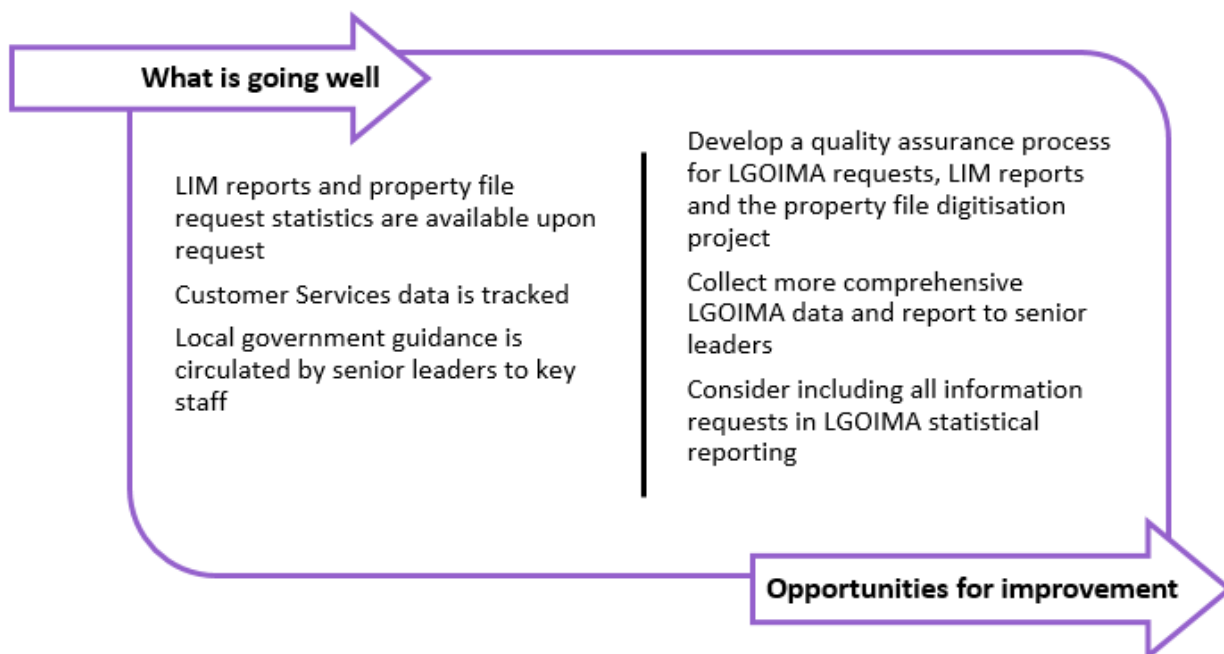 What is going well
LIM reports and property file
request statistics are available upon
request
Customer Services data is tracked
Local government guidance is
circulated by senior leaders to key
staff
Develop a quality assurance process
for LGOIMA requests, LIM reports
and the property file digitisation
project
Collect more comprehensive
LGOIMA data and report to senior
leaders
Consider including all information
requests in LGOIMA statistical
reporting
Opportunities for improvement